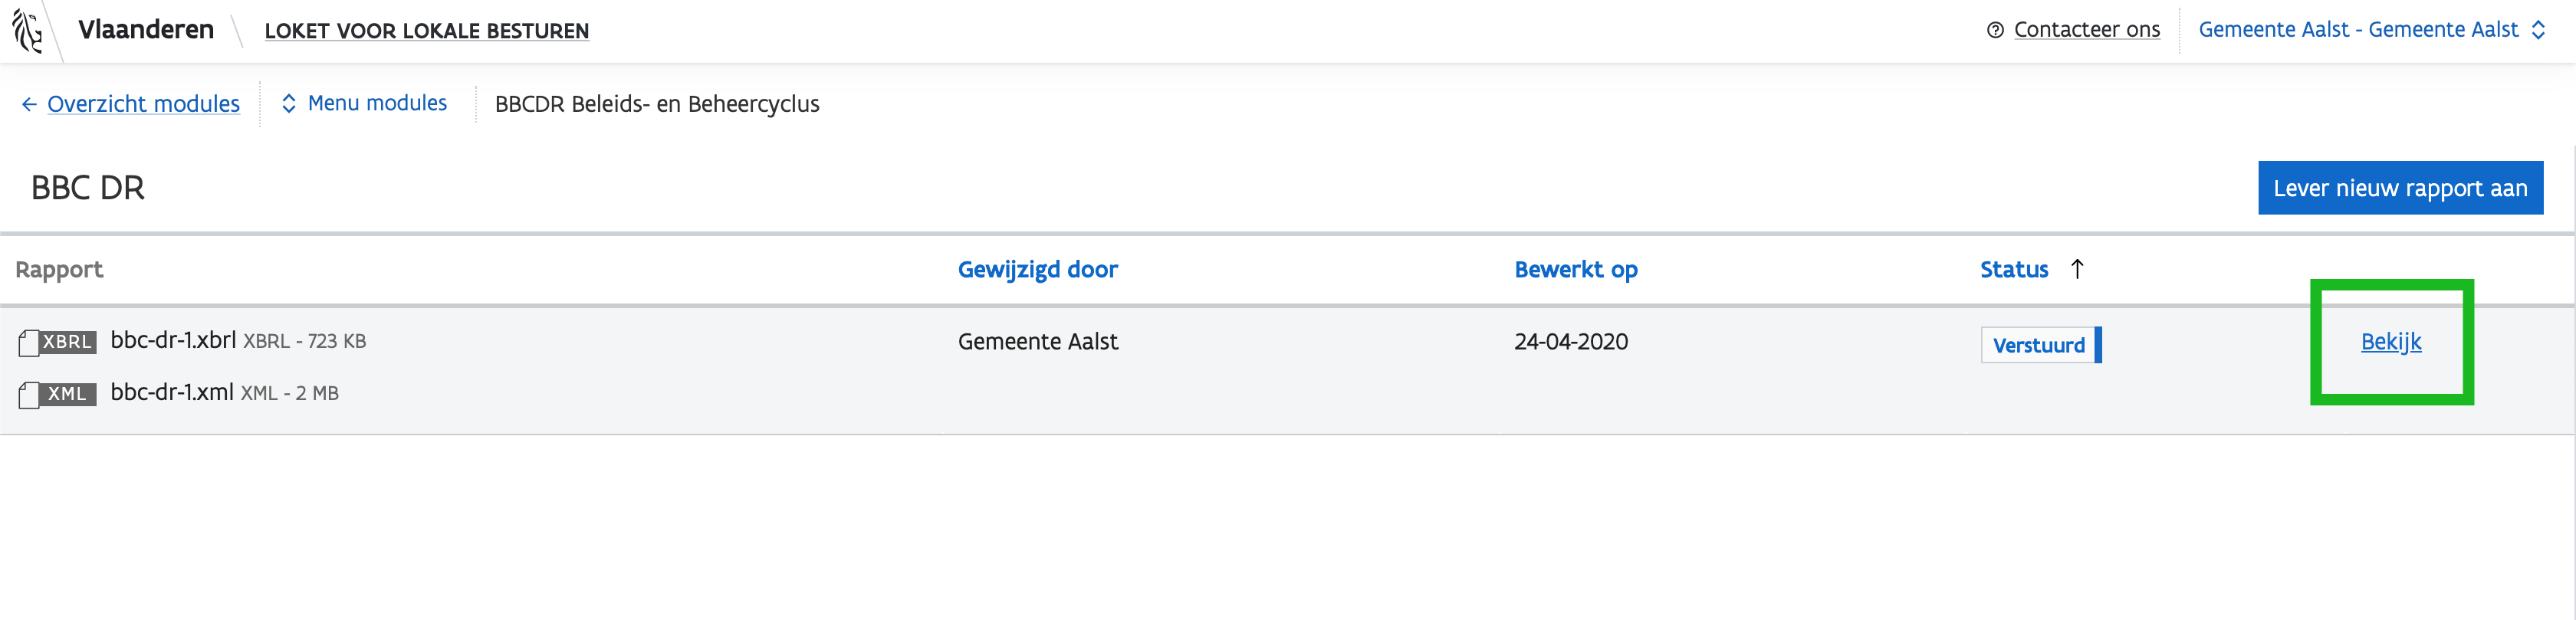 Vlaanderen LOKET VOOR LOKALE BESTUREN Contacteer ons Gemeente Aalst - Gemeente Aalst
Overzicht modules Menu modules BBCDR Beleids- en Beheercyclus
BBC DR Lever nieuw rapport aan
Rapport Gewijzigd door Bewerkt op Status
XBRL bbc-dr-1.xbrl XBRL - 723 KB Gemeente Aalst 24-04-2020 Verstuurd Bekijk
XML bbc-dr-1.xml XML - 2 MB